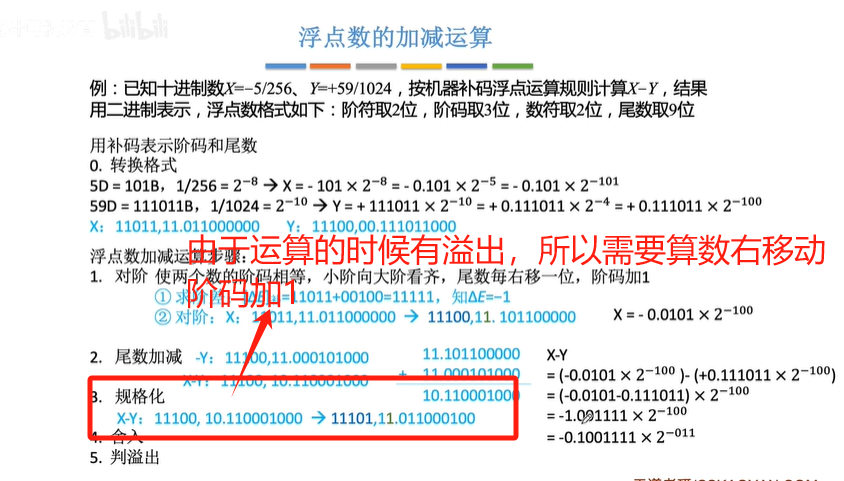 bilibili
浮点数的加减运算
例：已知十进制数X=−5/256、Y=+59/1024，按机器补码浮点运算规则计算X−Y，结果
用二进制表示，浮点数格式如下：阶符取2位，阶码取3位，数符取2位，尾数取9位
用补码表示阶码和尾数
0. 转换格式
5D = 101B，1/256 = 2⁻⁸ → X = - 101 × 2⁻⁸ = - 0.101 × 2⁻⁵ = - 0.101 × 2⁻¹⁰¹
59D = 111011B，1/1024 = 2⁻¹⁰ → Y = + 111011 × 2⁻¹⁰ = + 0.111011 × 2⁻⁴ = + 0.111011 × 2⁻¹⁰⁰
X：11011,11.011000000 Y：11100,00.111011000
由于运算的时候有溢出，所以需要算数右移动
阶码加1
浮点数加减运算步骤：
1. 对阶 使两个数的阶码相等，小阶向大阶看齐，尾数每右移一位，阶码加1
① 求阶差：=11011+00100=11111，知ΔE=−1
② 对阶：X：11011,11.011000000 → 11100,11.101100000 X = - 0.0101 × 2⁻¹⁰⁰
2. 尾数加减 -Y：11100,11.000101000
X-Y：11100, 10.110001000
11.101100000
+ 11.000101000
10.110001000
X-Y
= (-0.0101 × 2⁻¹⁰⁰ )- (+0.111011 × 2⁻¹⁰⁰)
= (-0.0101-0.111011) × 2⁻¹⁰⁰
= -1.001111 × 2⁻¹⁰⁰
= -0.1001111 × 2⁻⁰¹¹
3. 规格化
X-Y：11100, 10.110001000 → 11101,11.011000100
4. 舍入
5. 判溢出